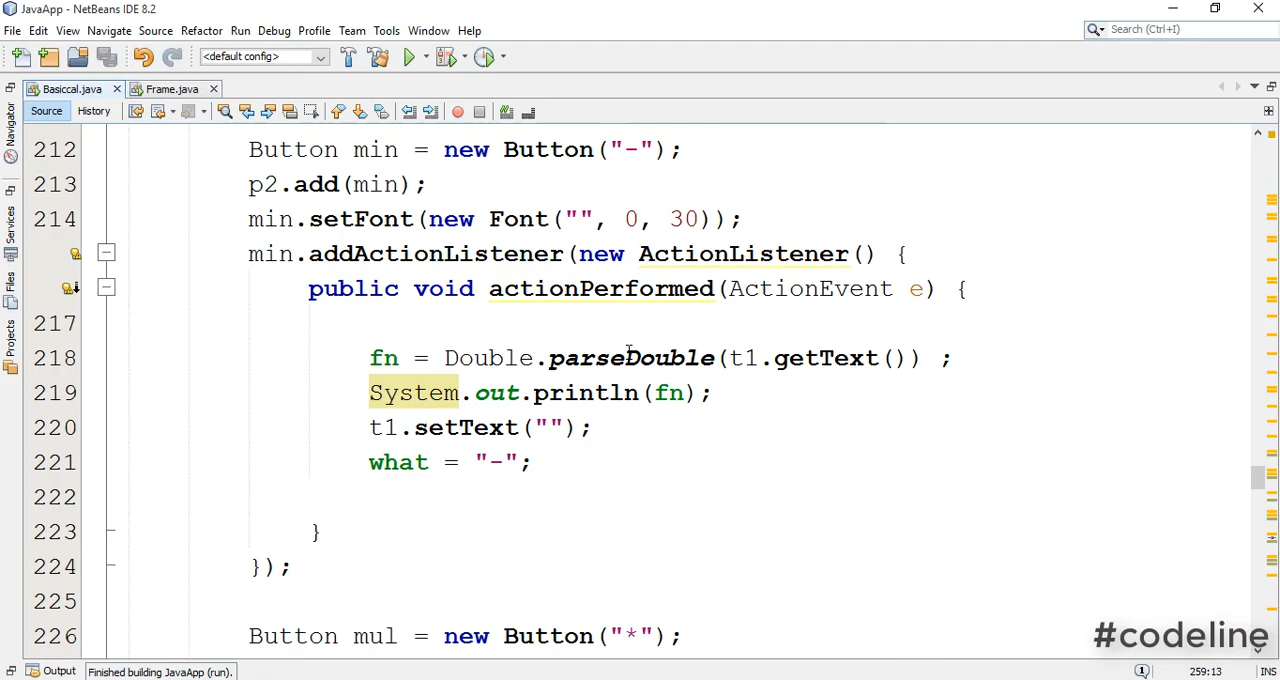 JavaApp - NetBeans IDE 8.2
File Edit View Navigate Source Refactor Run Debug Profile Team Tools Window Help
Search (Ctrl+I)
<default config>
Basiccal.java Frame.java
Source History
Navigator
Services
Files
Projects
212 Button min = new Button("-");
213 p2.add(min);
214 min.setFont(new Font("", 0, 30));
min.addActionListener(new ActionListener() {
public void actionPerformed(ActionEvent e) {
217
218 fn = Double.parseDouble(t1.getText()) ;
219 System.out.println(fn);
220 t1.setText("");
221 what = "-";
222
223 }
224 });
225
226 Button mul = new Button("*");
#codeline
Output Finished building JavaApp (run). 1 259:13 INS